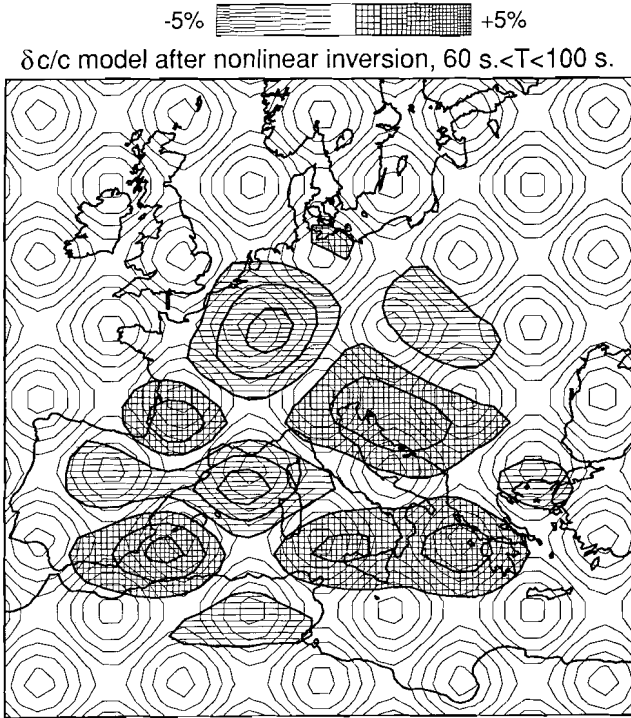 -5% +5%
δc/c model after nonlinear inversion, 60 s.<T<100 s.